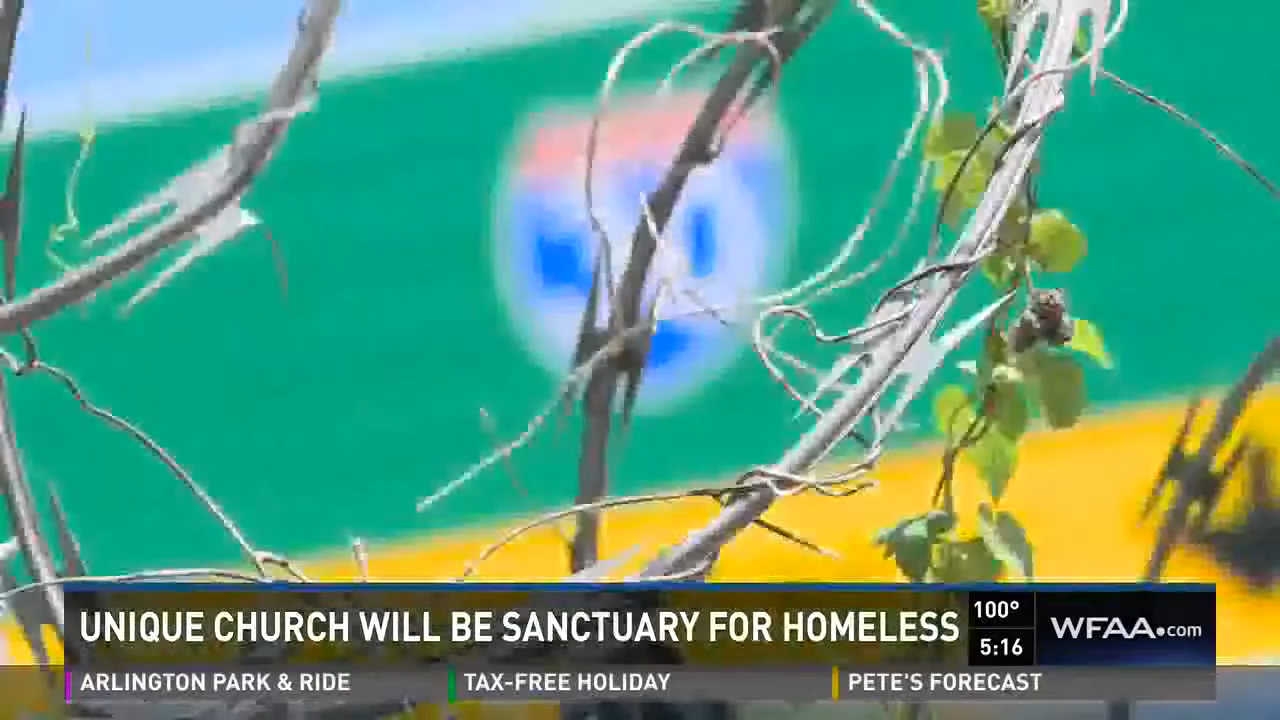 UNIQUE CHURCH WILL BE SANCTUARY FOR HOMELESS
100°
5:16
WFAA.com
ARLINGTON PARK & RIDE
TAX-FREE HOLIDAY
PETE'S FORECAST